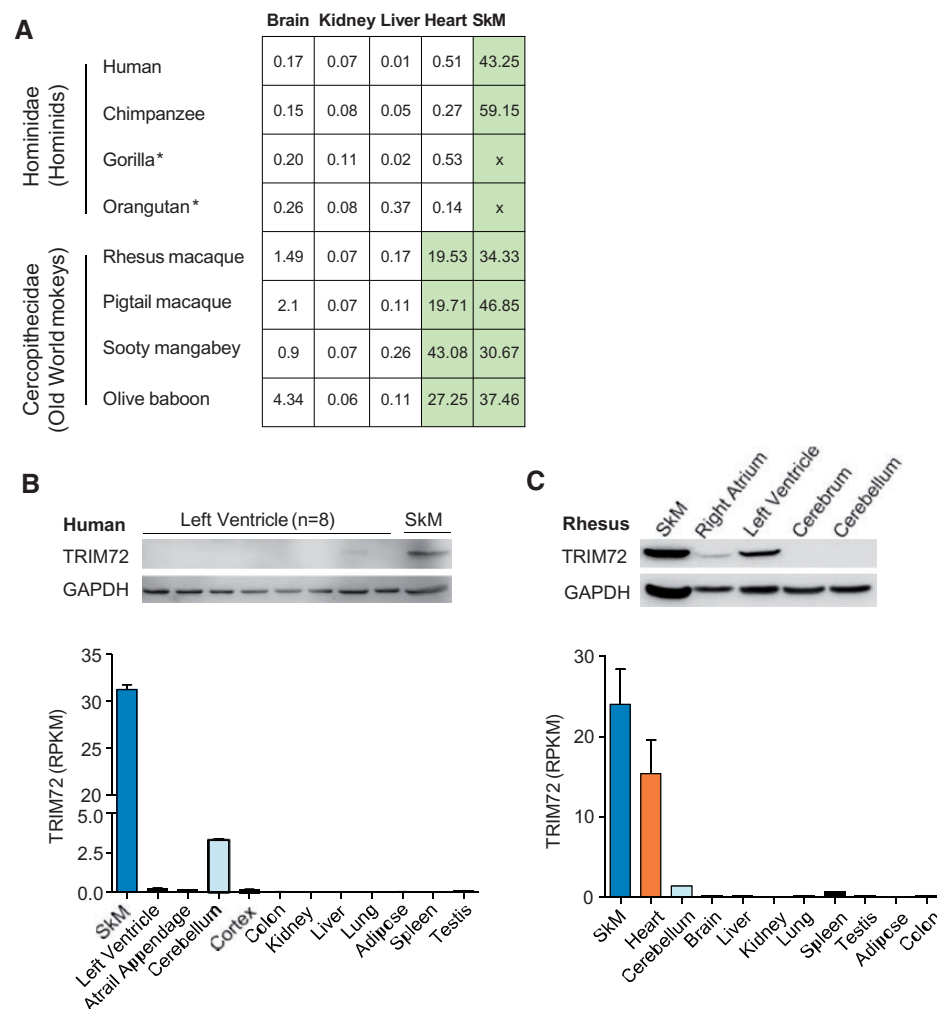 A
Brain Kidney Liver Heart SkM
Hominidae
(Hominids)
Human 0.17 0.07 0.01 0.51 43.25
Chimpanzee 0.15 0.08 0.05 0.27 59.15
Gorilla* 0.20 0.11 0.02 0.53 x
Orangutan* 0.26 0.08 0.37 0.14 x
Cercopithecidae
(Old World mokeys)
Rhesus macaque 1.49 0.07 0.17 19.53 34.33
Pigtail macaque 2.1 0.07 0.11 19.71 46.85
Sooty mangabey 0.9 0.07 0.26 43.08 30.67
Olive baboon 4.34 0.06 0.11 27.25 37.46
B
Human Left Ventricle (n=8) SkM
TRIM72
GAPDH
TRIM72 (RPKM)
35
30
25
20
5.0
2.5
0.0
SkM
Left Ventricle
Atrail Appendage
Cerebellum
Cortex
Colon
Kidney
Liver
Lung
Adipose
Spleen
Testis
C
Rhesus
SkM
Right Atrium
Left Ventricle
Cerebrum
Cerebellum
TRIM72
GAPDH
TRIM72 (RPKM)
30
20
10
0
SkM
Heart
Cerebellum
Brain
Liver
Kidney
Lung
Spleen
Testis
Adipose
Colon